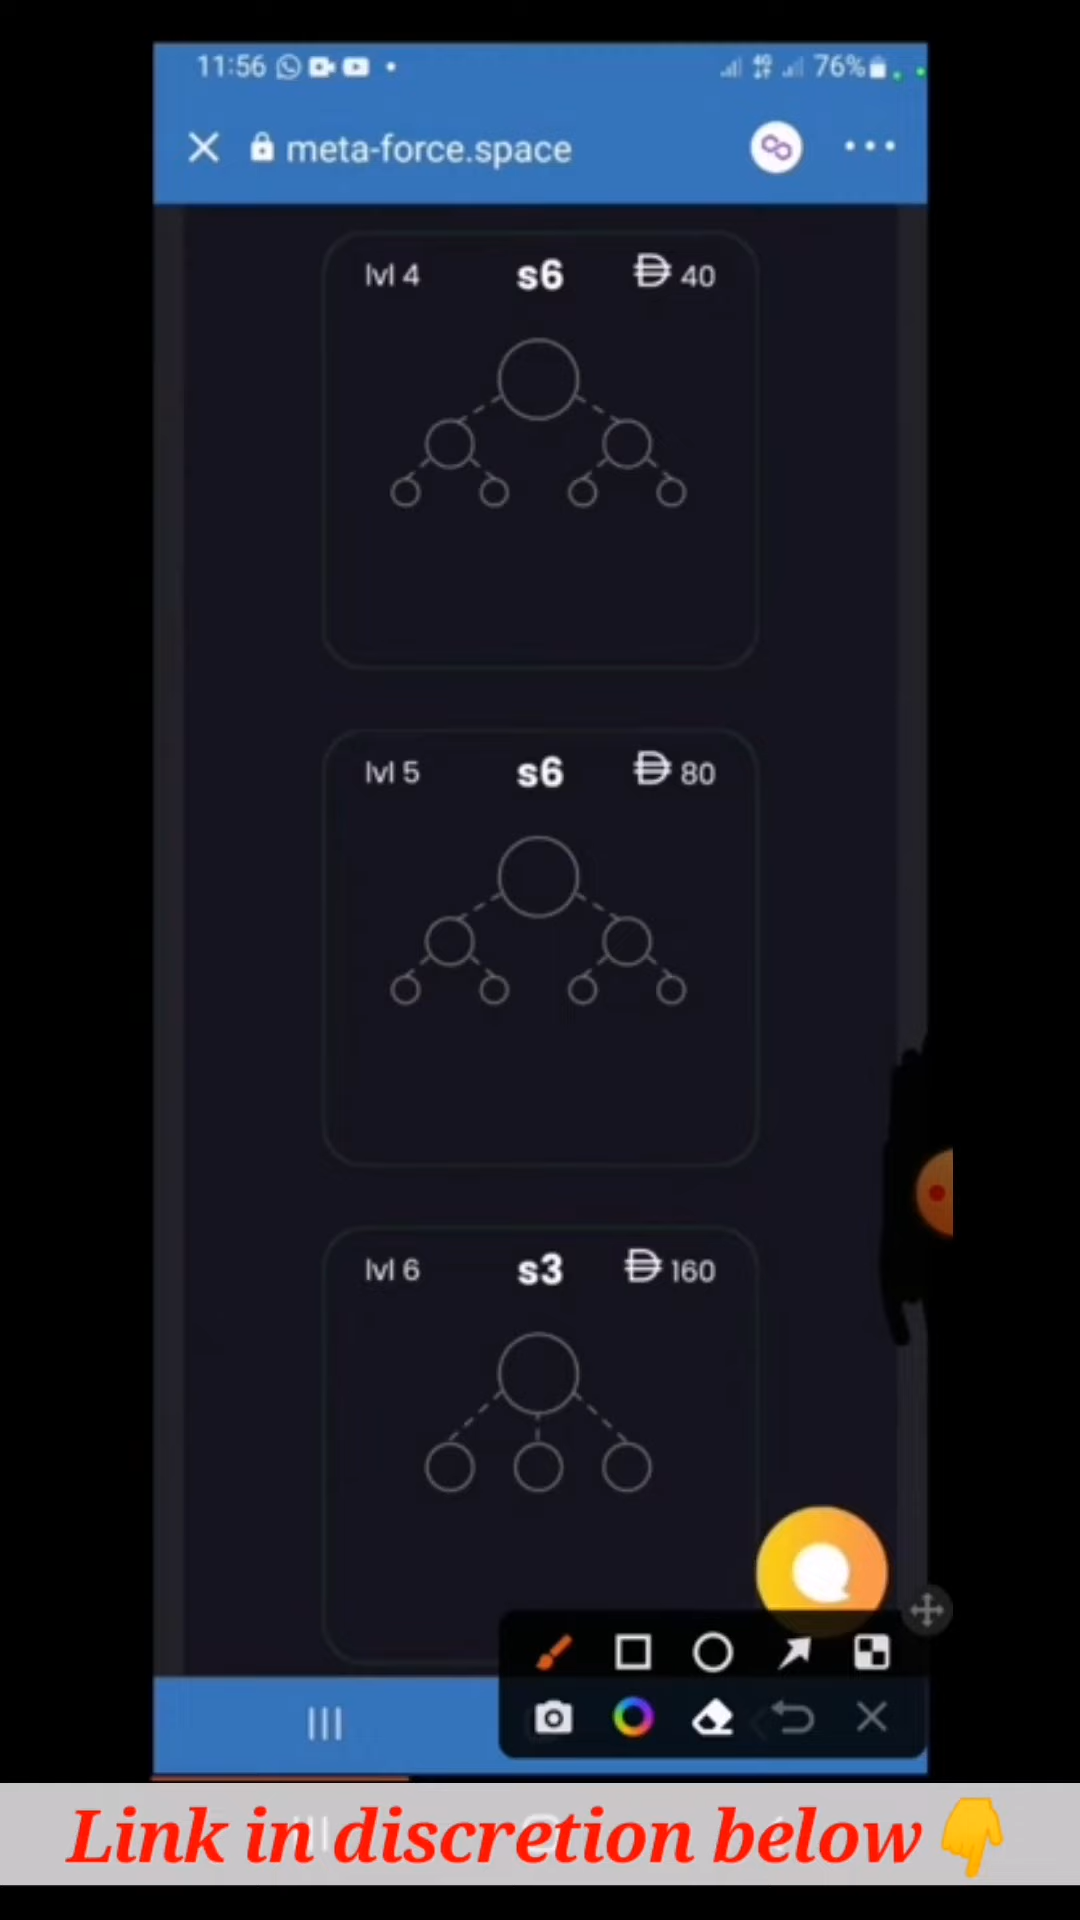 11:56 76%
meta-force.space
lvl 4 s6 40
lvl 5 s6 80
lvl 6 s3 160
Link in discretion below